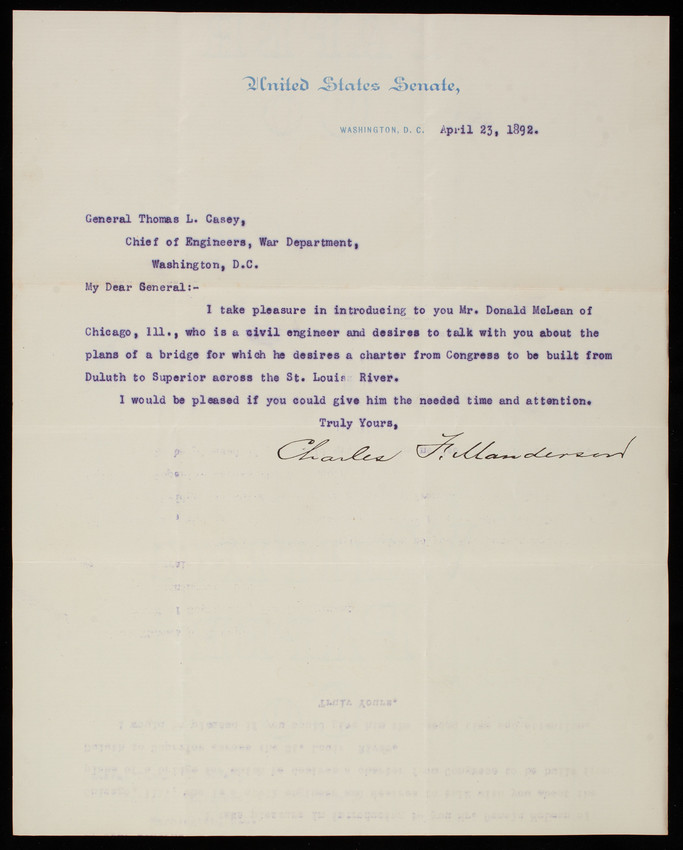 United States Senate,
WASHINGTON, D. C. April 23, 1892.
General Thomas L. Casey,
Chief of Engineers, War Department,
Washington, D.C.
My Dear General:-
I take pleasure in introducing to you Mr. Donald McLean of
Chicago, Ill., who is a civil engineer and desires to talk with you about the
plans of a bridge for which he desires a charter from Congress to be built from
Duluth to Superior across the St. Louis River.
I would be pleased if you could give him the needed time and attention.
Truly Yours,
Charles F. Manderson